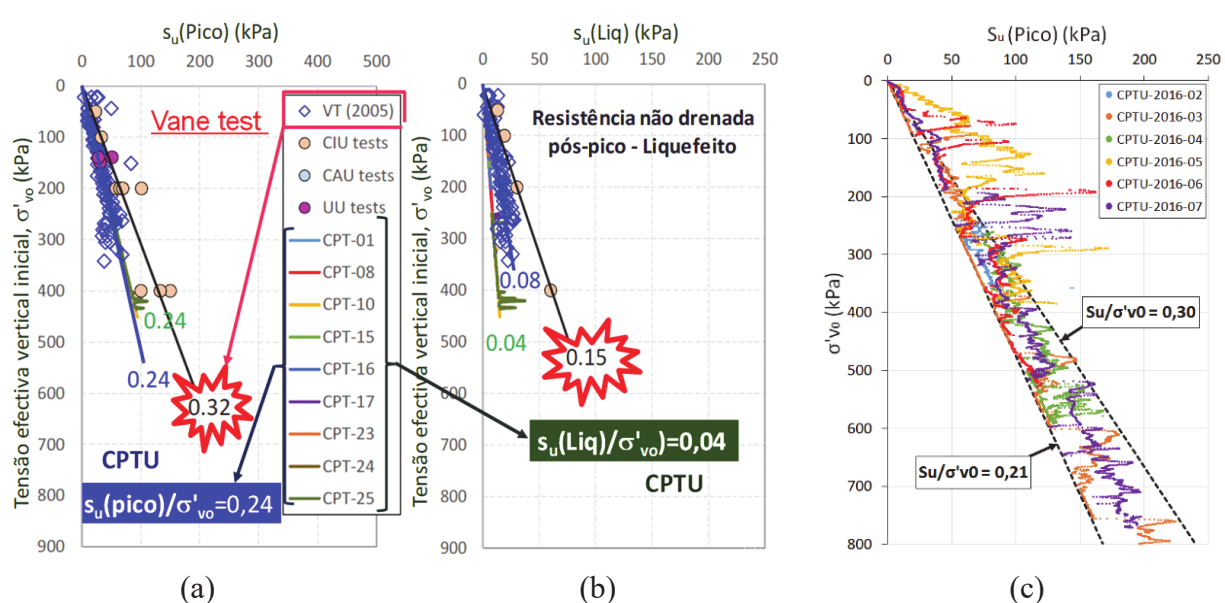 s_u(Pico) (kPa)
0 100 200 300 400 500
Tensão efectiva vertical inicial, σ'_vo (kPa)
0
100
200
300
400
500
600
700
800
900
Vane test
VT (2005)
CIU tests
CAU tests
UU tests
CPT-01
CPT-08
CPT-10
CPT-15
CPT-16
CPT-17
CPT-23
CPT-24
CPT-25
0.24
0.24
0.32
CPTU
s_u(pico)/σ'_vo=0,24
(a)
s_u(Liq) (kPa)
0 50 100 150 200 250
Tensão efectiva vertical inicial, σ'_vo (kPa)
0
100
200
300
400
500
600
700
800
900
Resistência não drenada
pós-pico - Liquefeito
0.08
0.04
0.15
s_u(Liq/σ'_vo)=0,04
CPTU
(b)
S_u (Pico) (kPa)
0 50 100 150 200 250
σ'v₀ (kPa)
0
100
200
300
400
500
600
700
800
CPTU-2016-02
CPTU-2016-03
CPTU-2016-04
CPTU-2016-05
CPTU-2016-06
CPTU-2016-07
Su/σ'v0 = 0,30
Su/σ'v0 = 0,21
(c)